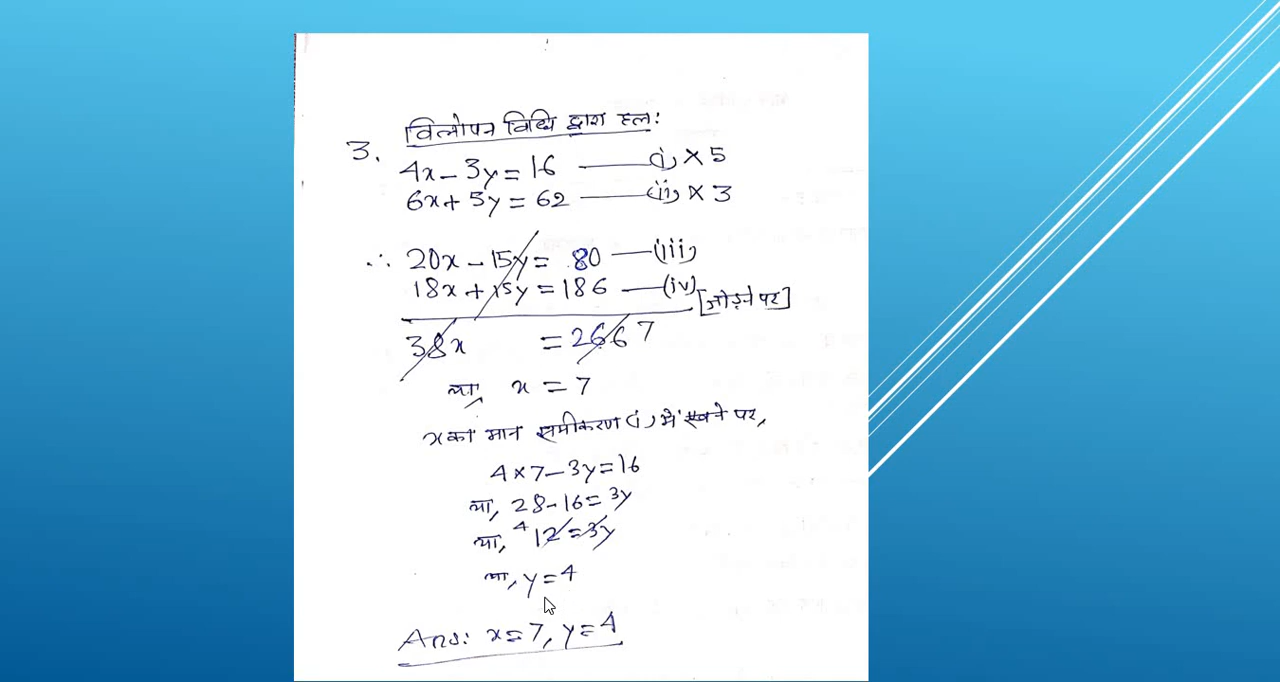 विलोपन विधि द्वारा हल:
3.
4x - 3y = 16 —— (i) × 5
6x + 5y = 62 —— (ii) × 3
∴ 20x - 15y = 80 —— (iii)
18x + 15y = 186 —— (iv)
[जोड़ने पर]
38x = 266 7
या, x = 7
x का मान समीकरण (i) में रखने पर,
4 × 7 - 3y = 16
या, 28 - 16 = 3y
या, 4 12 = 3y
या, y = 4
Ans: x = 7, y = 4